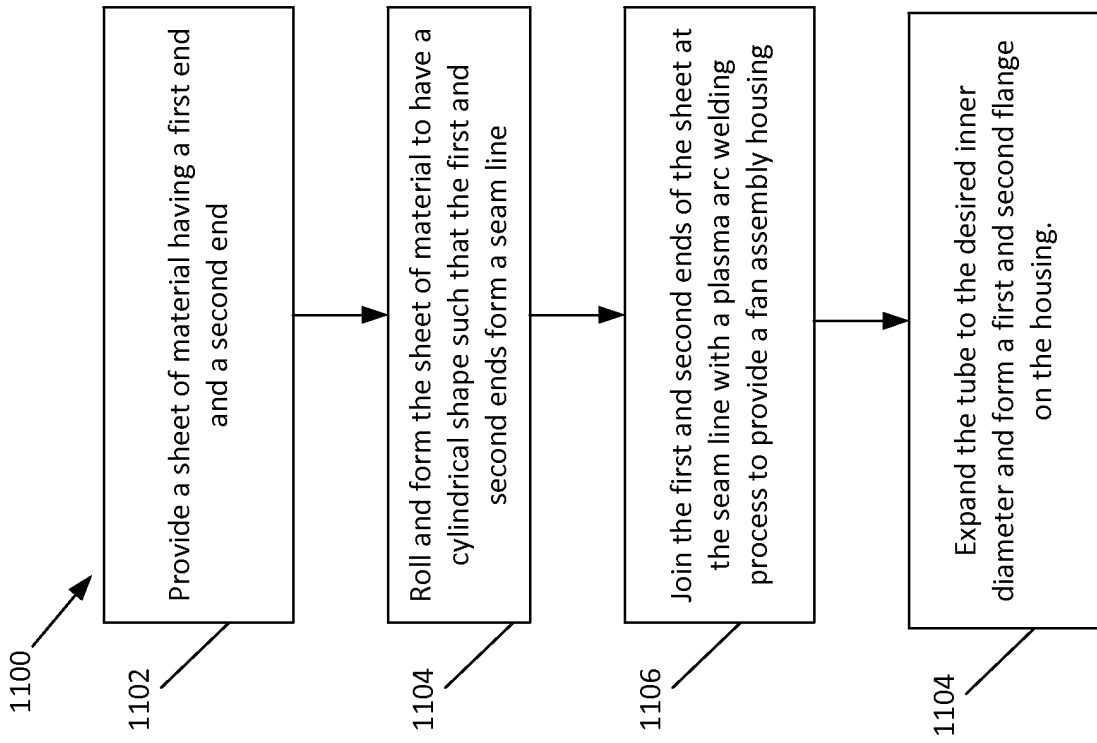 1100
1102
Provide a sheet of material having a first end
and a second end
1104
Roll and form the sheet of material to have a
cylindrical shape such that the first and
second ends form a seam line
1106
Join the first and second ends of the sheet at
the seam line with a plasma arc welding
process to provide a fan assembly housing
1104
Expand the tube to the desired inner
diameter and form a first and second flange
on the housing.